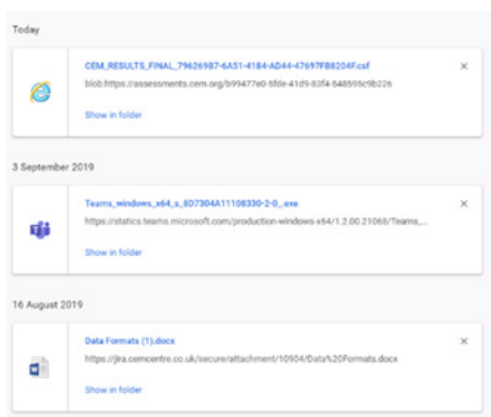 Today
CEM_RESULTS_FINAL_796269B7-6A51-4184-AD44-47697FB8204F.csf
blob:https://assessments.cem.org/b99477e0-5fde-41d9-83f4-548595c9b226
Show in folder
3 September 2019
Teams_windows_x64_s_8D7304A11108330-2-0_.exe
https://statics.teams.microsoft.com/production-windows-x64/1.2.00.21068/Teams_...
Show in folder
16 August 2019
Data Formats (1).docx
https://jira.cemcentre.co.uk/secure/attachment/10904/Data%20Formats.docx
Show in folder